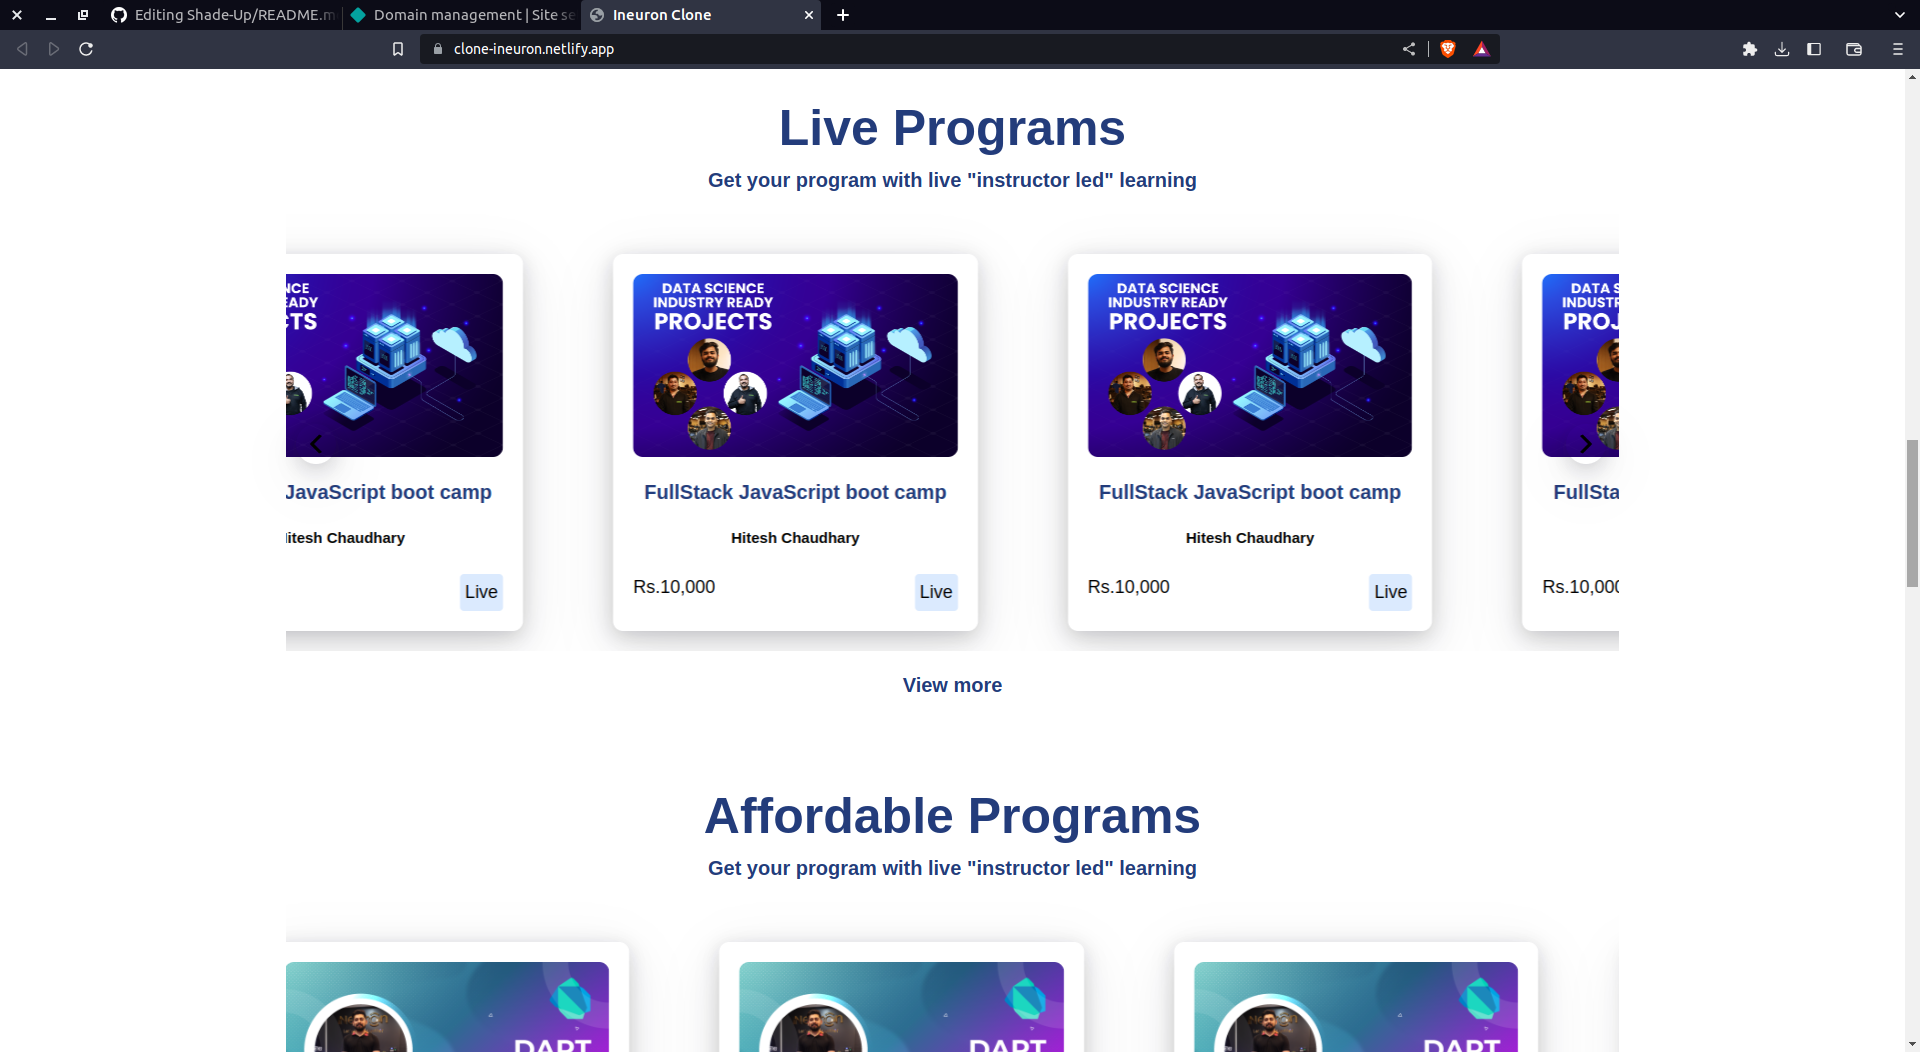 Editing Shade-Up/README.m
Domain management | Site se
Ineuron Clone
clone-ineuron.netlify.app
Live Programs
Get your program with live "instructor led" learning
NCE
EADY
CTS
JavaScript boot camp
itesh Chaudhary
Live
DATA SCIENCE
INDUSTRY READY
PROJECTS
FullStack JavaScript boot camp
Hitesh Chaudhary
Rs.10,000
Live
DATA SCIENCE
INDUSTRY READY
PROJECTS
FullStack JavaScript boot camp
Hitesh Chaudhary
Rs.10,000
Live
DATA S
INDUSTR
PROJ
FullSta
Rs.10,000
View more
Affordable Programs
Get your program with live "instructor led" learning
DART
DART
DART